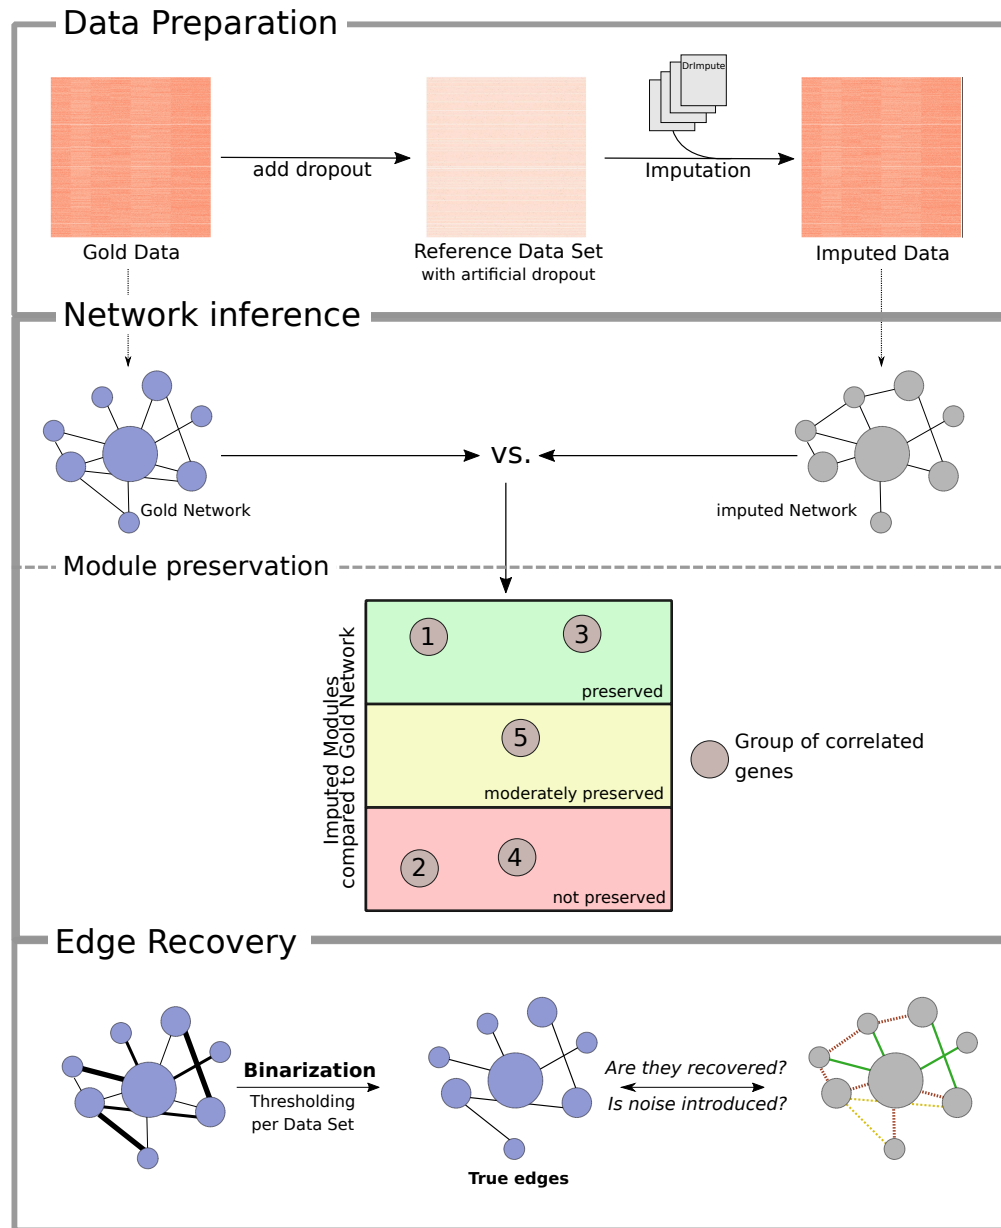 Data Preparation
DrImpute
add dropout
Imputation
Gold Data
Reference Data Set
with artificial dropout
Imputed Data
Network inference
vs.
Gold Network
imputed Network
Module preservation
Imputed Modules
compared to Gold Network
1
3
preserved
5
moderately preserved
2
4
not preserved
Group of correlated
genes
Edge Recovery
Binarization
Thresholding
per Data Set
True edges
Are they recovered?
Is noise introduced?